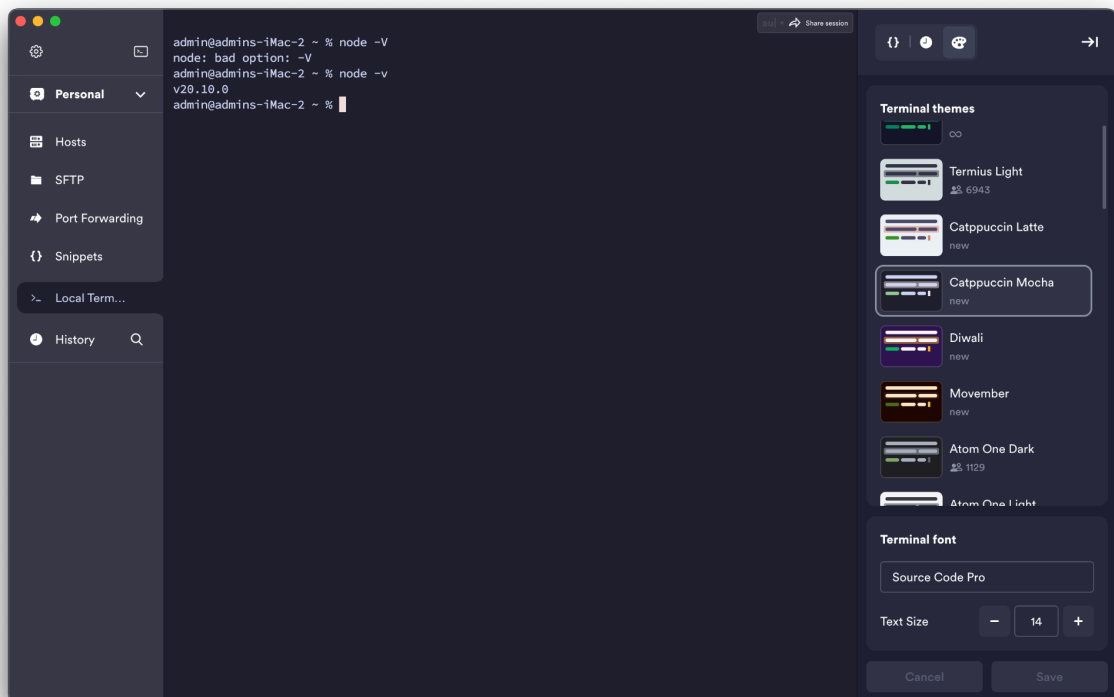 Share session
admin@admins-iMac-2 ~ % node -V
node: bad option: -V
admin@admins-iMac-2 ~ % node -v
v20.10.0
admin@admins-iMac-2 ~ %
Personal
Hosts
SFTP
Port Forwarding
{} Snippets
>_ Local Term...
History
{}
Terminal themes
∞
Termius Light
6943
Catppuccin Latte
new
Catppuccin Mocha
new
Diwali
new
Movember
new
Atom One Dark
1129
Atom One Light
Terminal font
Source Code Pro
Text Size - 14 +
Cancel Save